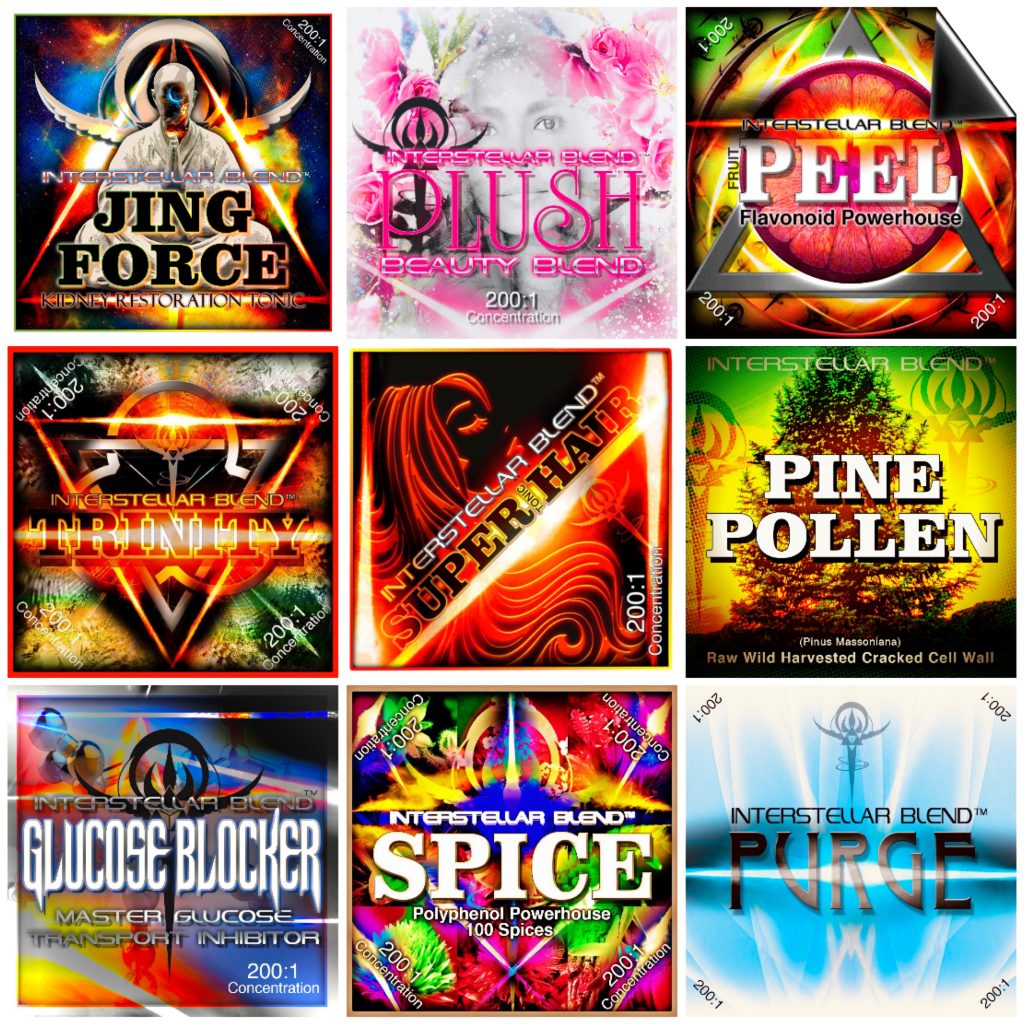 200:1
Concentration
INTERSTELLAR BLEND™
JING
FORCE
KIDNEY RESTORATION TONIC
INTERSTELLAR BLEND™
PLUSH
BEAUTY BLEND
200:1
Concentration
200:1
INTERSTELLAR BLEND™
FRUIT
PEEL
Flavonoid Powerhouse
200:1
200:1
200:1
Concentration
200:1
Concentration
INTERSTELLAR BLEND™
TRINITY
200:1
Concentration
200:1
Concentration
INTERSTELLAR BLEND™
SUPER HAIR
TONIC
200:1
Concentration
INTERSTELLAR BLEND™
PINE
POLLEN
(Pinus Massoniana)
Raw Wild Harvested Cracked Cell Wall
INTERSTELLAR BLEND™
GLUCOSE BLOCKER
MASTER GLUCOSE
TRANSPORT INHIBITOR
200:1
Concentration
200:1
Concentration
200:1
Concentration
INTERSTELLAR BLEND™
SPICE
Polyphenol Powerhouse
100 Spices
200:1
Concentration
200:1
Concentration
200:1
200:1
INTERSTELLAR BLEND™
PURGE
200:1
200:1